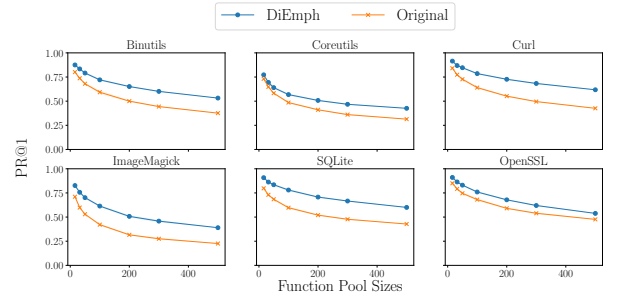 DiEmph Original
Binutils Coreutils Curl
1.00
0.75
0.50
0.25
0.00
ImageMagick SQLite OpenSSL
1.00
0.75
0.50
0.25
0.00
0 200 400 0 200 400 0 200 400
PR@1
Function Pool Sizes